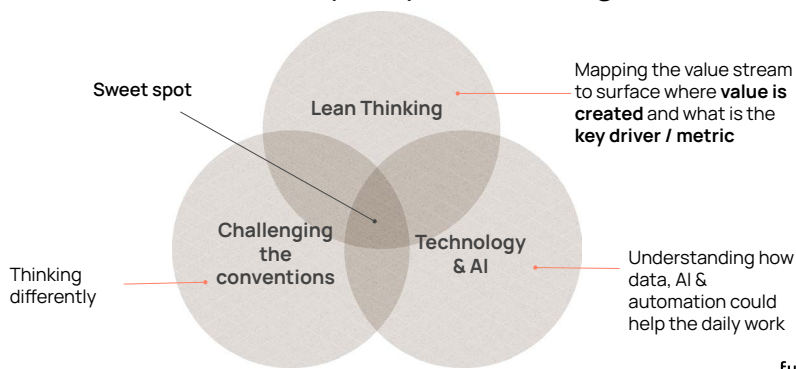 Sweet spot
Lean Thinking
Mapping the value stream
to surface where value is
created and what is the
key driver / metric
Challenging
the
conventions
Technology
& AI
Thinking
differently
Understanding how
data, AI &
automation could
help the daily work